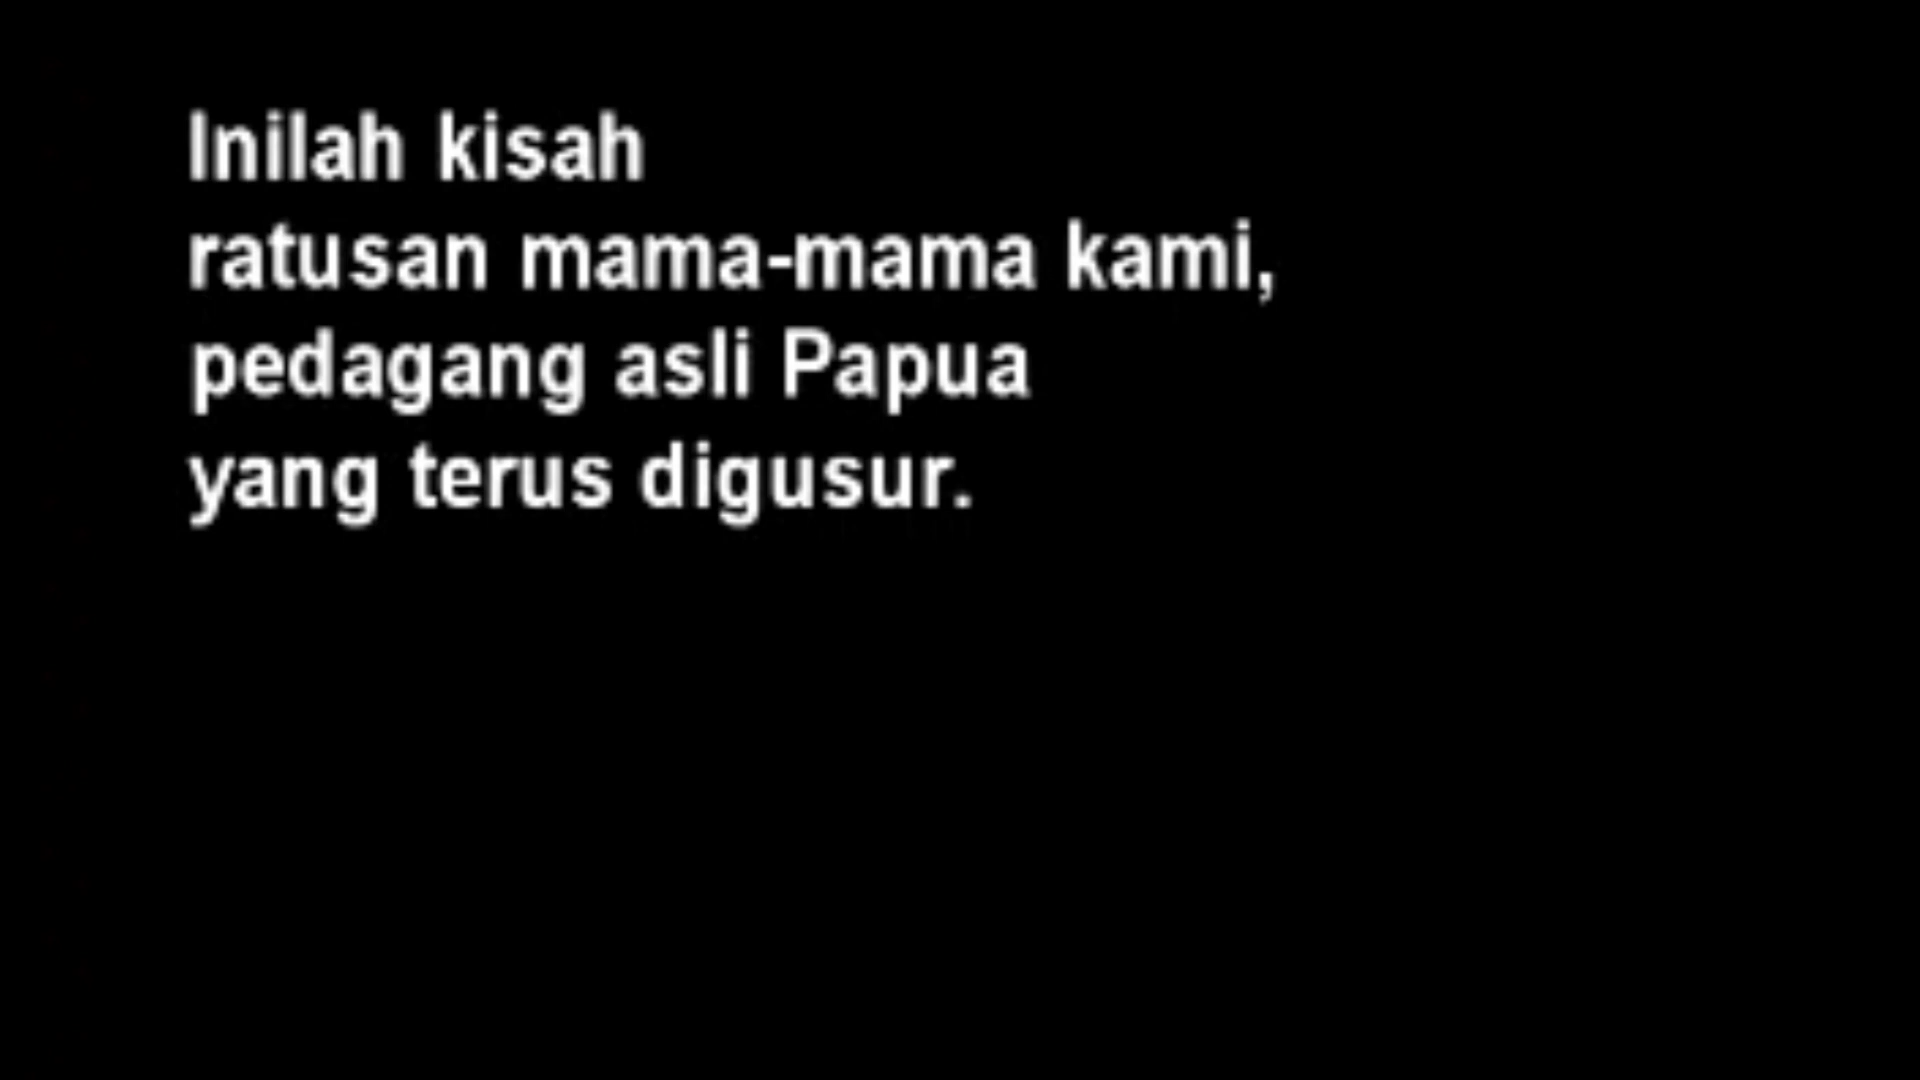 Inilah kisah
ratusan mama-mama kami,
pedagang asli Papua
yang terus digusur.